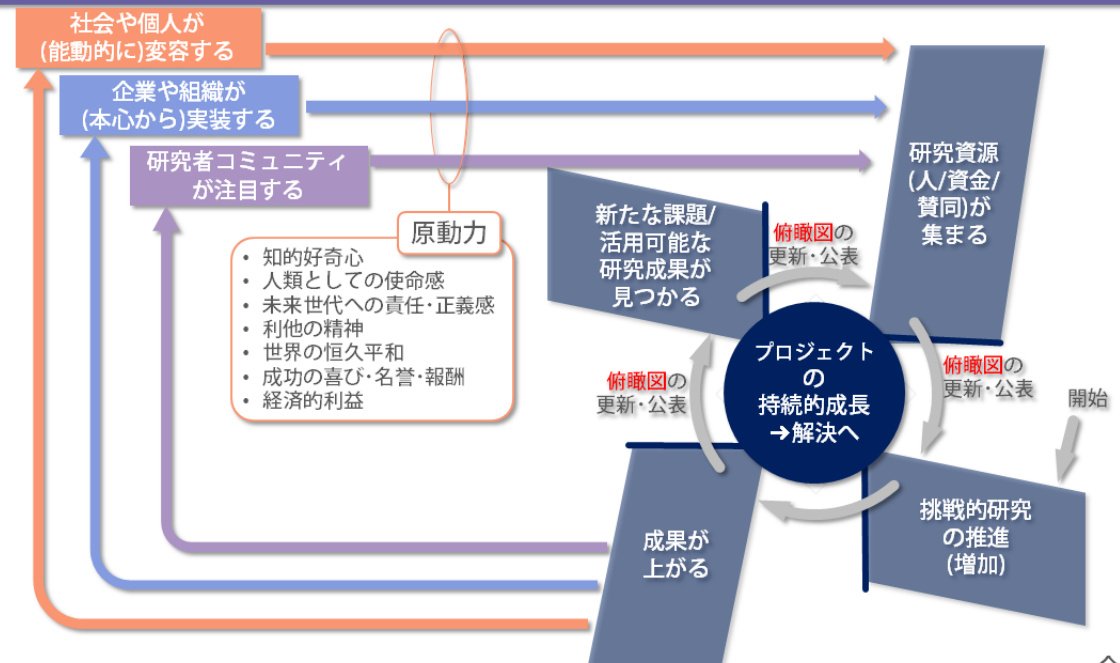 社会や個人が
(能動的に)変容する
企業や組織が
(本心から)実装する
研究者コミュニティ
が注目する
原動力
• 知的好奇心
• 人類としての使命感
• 未来世代への責任・正義感
• 利他の精神
• 世界の恒久平和
• 成功の喜び・名誉・報酬
• 経済的利益
新たな課題/
活用可能な
研究成果が
見つかる
俯瞰図の
更新・公表
研究資源
(人/資金/
賛同)が
集まる
俯瞰図の
更新・公表
プロジェクト
の
持続的成長
→解決へ
俯瞰図の
更新・公表
開始
挑戦的研究
の推進
(増加)
成果が
上がる